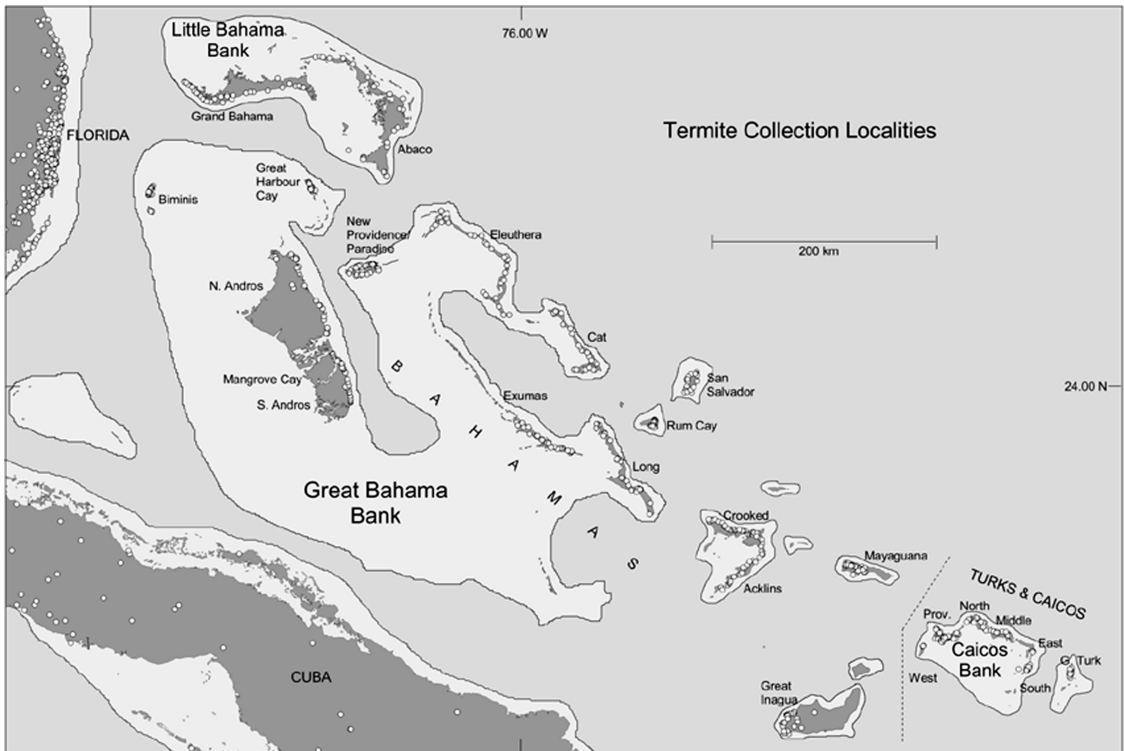 Little Bahama
Bank
76.00 W
Grand Bahama
FLORIDA
Termite Collection Localities
Abaco
Great
Harbour
Cay
Biminis
New
Providence/
Paradise
Eleuthera
200 km
N. Andros
Cat
Mangrove Cay
S. Andros
San
Salvador
24.00 N
Exumas
Rum Cay
BAHAMAS
Long
Great Bahama
Bank
Crooked
Mayaguana
Acklins
TURKS & CAICOS
Prov.
North
Middle
East
Caicos
Bank
G. Turk
West
South
CUBA
Great
Inagua